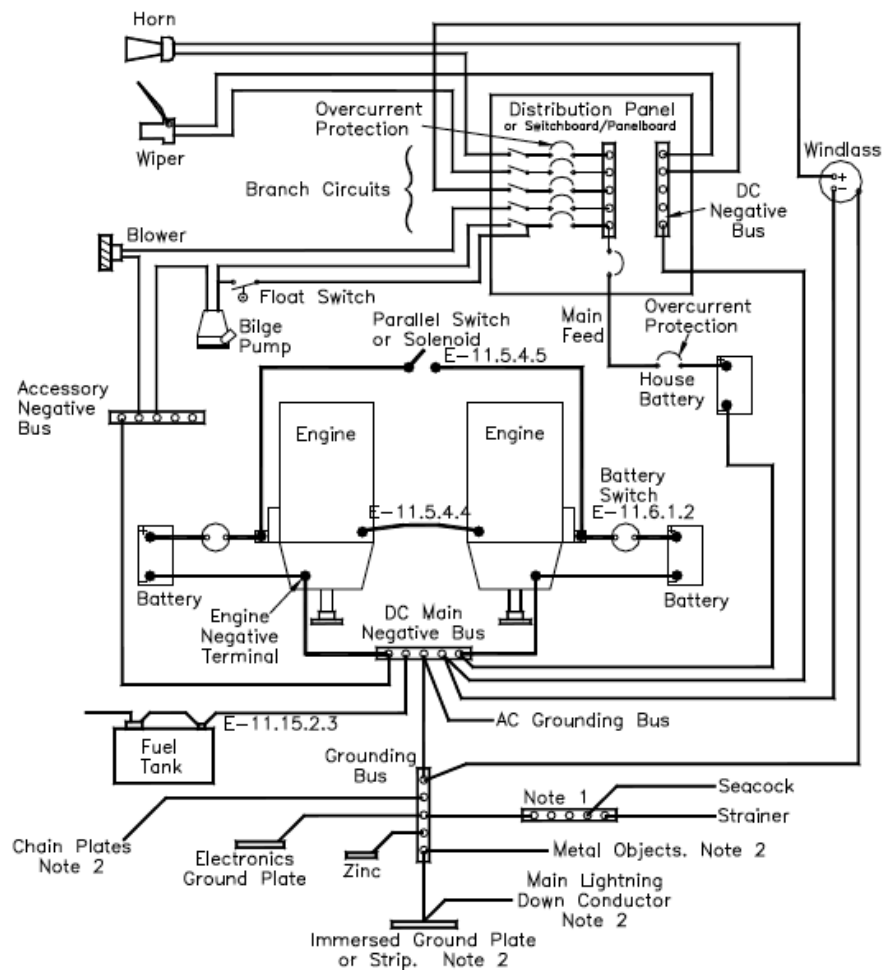 Horn
Wiper
Overcurrent
Protection
Distribution Panel
or Switchboard/Panelboard
Windlass
+
−
Branch Circuits
DC
Negative
Bus
Blower
Float Switch
Bilge
Pump
Main
Feed
Overcurrent
Protection
Parallel Switch
or Solenoid
E-11.5.4.5
House
Battery
Accessory
Negative
Bus
Engine
Engine
Battery
Switch
E-11.5.4.4
E-11.6.1.2
+
+
Battery
Engine
Negative
Terminal
DC Main
Negative Bus
Battery
E-11.15.2.3
AC Grounding Bus
Fuel
Tank
Grounding
Bus
Note 1
Seacock
Strainer
Chain Plates
Note 2
Electronics
Ground Plate
Zinc
Metal Objects. Note 2
Main Lightning
Down Conductor
Note 2
Immersed Ground Plate
or Strip. Note 2